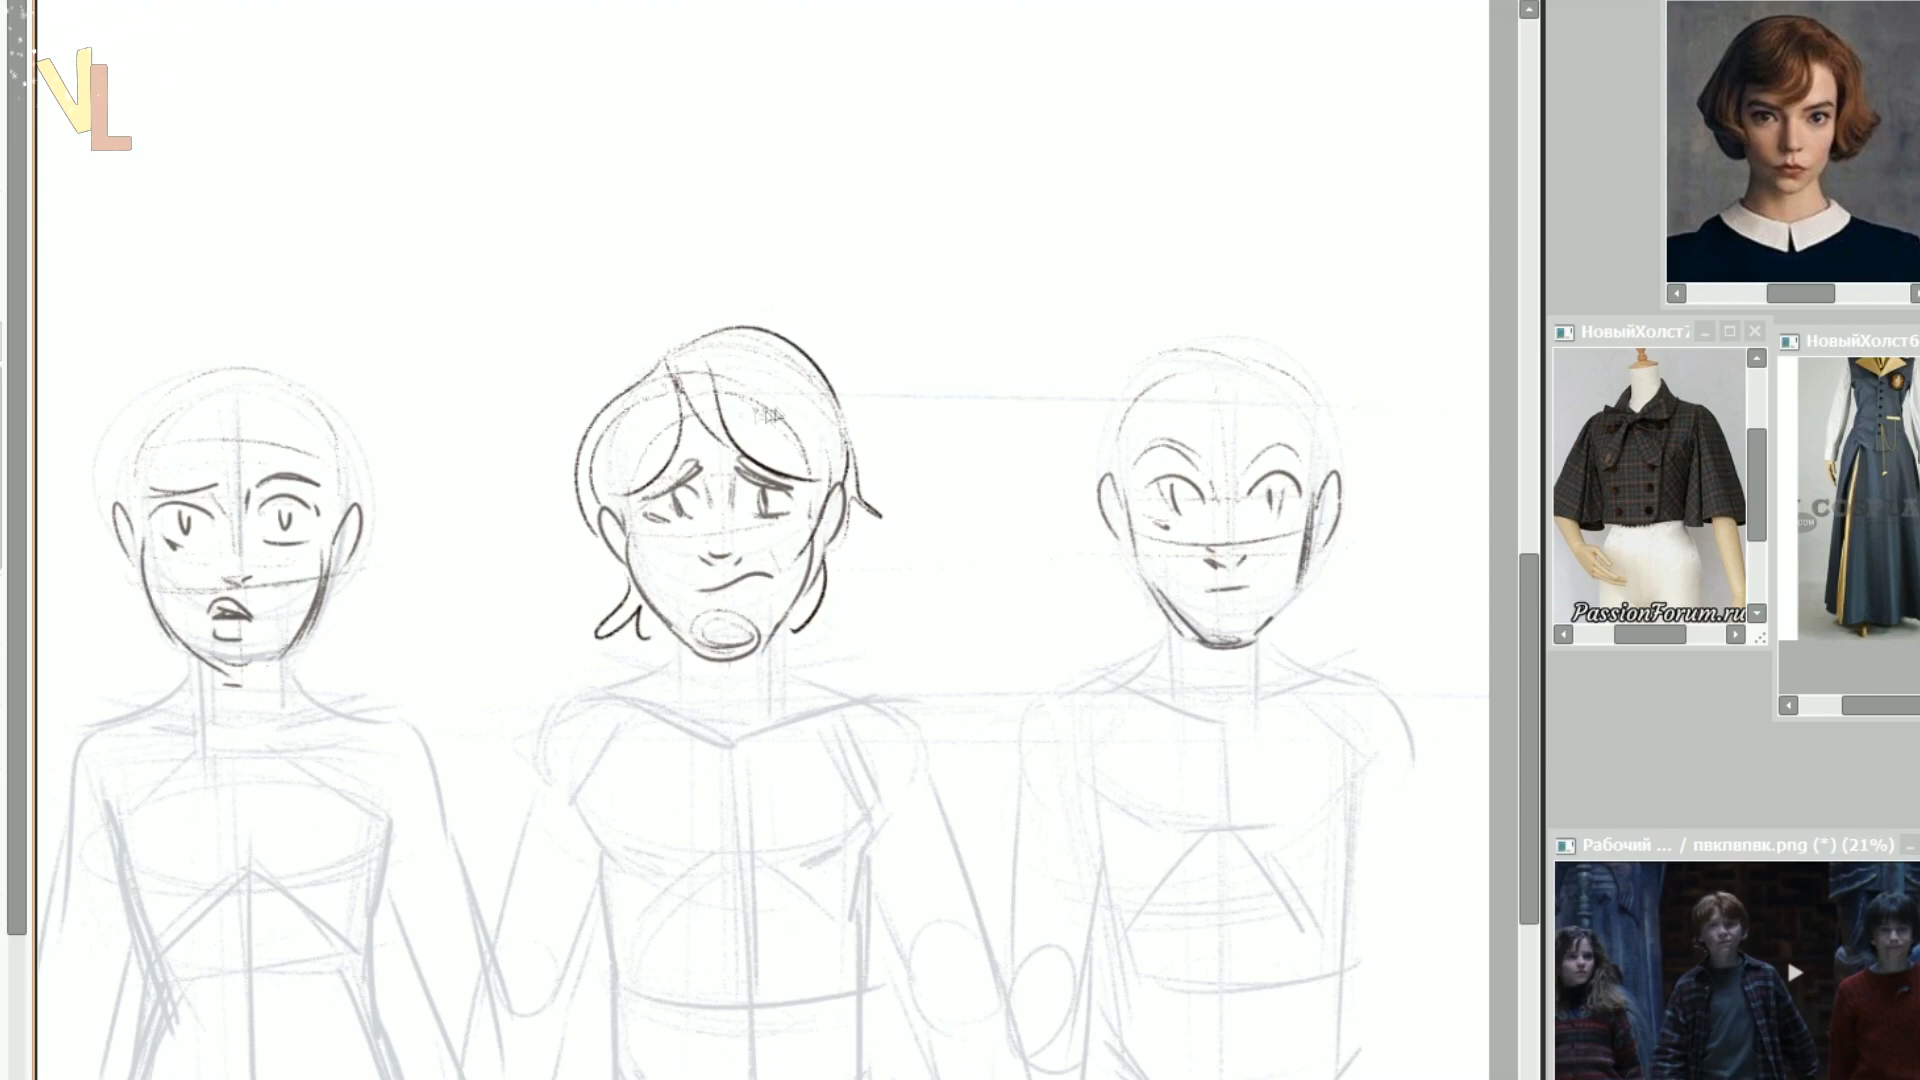 VL
НовыйХолст7
НовыйХолст6
PassionForum.ru
Рабочий ... / пвкпвпвк.png (*) (21%)